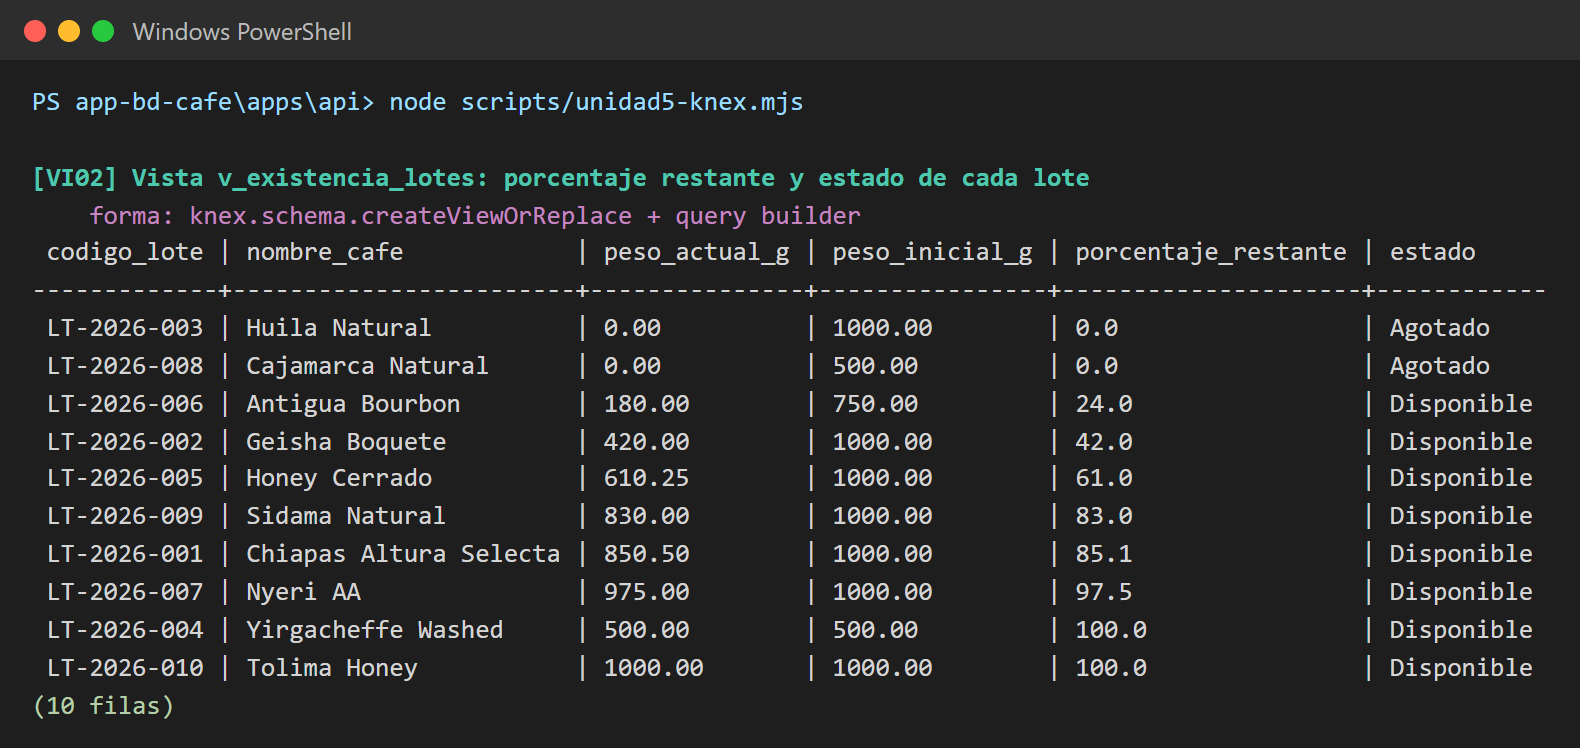 Windows PowerShell
PS app-bd-cafe\apps\api> node scripts/unidad5-knex.mjs
[VI02] Vista v_existencia_lotes: porcentaje restante y estado de cada lote
    forma: knex.schema.createViewOrReplace + query builder
 codigo_lote | nombre_cafe            | peso_actual_g | peso_inicial_g | porcentaje_restante | estado
-------------+------------------------+---------------+----------------+---------------------+------------
 LT-2026-003 | Huila Natural          | 0.00          | 1000.00        | 0.0                 | Agotado
 LT-2026-008 | Cajamarca Natural      | 0.00          | 500.00         | 0.0                 | Agotado
 LT-2026-006 | Antigua Bourbon        | 180.00        | 750.00         | 24.0                | Disponible
 LT-2026-002 | Geisha Boquete         | 420.00        | 1000.00        | 42.0                | Disponible
 LT-2026-005 | Honey Cerrado          | 610.25        | 1000.00        | 61.0                | Disponible
 LT-2026-009 | Sidama Natural         | 830.00        | 1000.00        | 83.0                | Disponible
 LT-2026-001 | Chiapas Altura Selecta | 850.50        | 1000.00        | 85.1                | Disponible
 LT-2026-007 | Nyeri AA               | 975.00        | 1000.00        | 97.5                | Disponible
 LT-2026-004 | Yirgacheffe Washed     | 500.00        | 500.00         | 100.0               | Disponible
 LT-2026-010 | Tolima Honey           | 1000.00       | 1000.00        | 100.0               | Disponible
(10 filas)